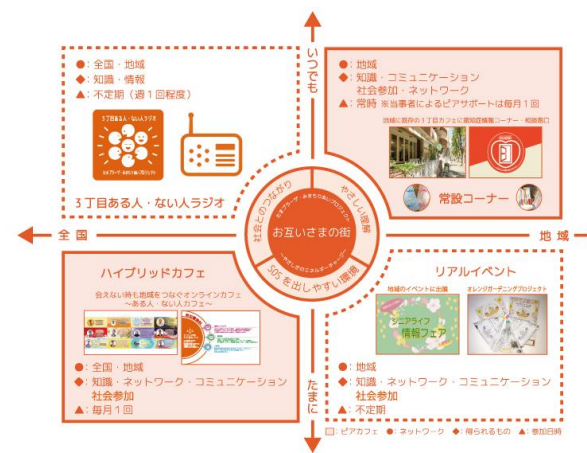 いつでも
●：全国・地域
◆：知識・情報
▲：不定期（週１回程度）
３丁目ある人・ない人ラジオ
３丁目ある人・ない人ラジオ
●：地域
◆：知識・コミュニケーション
社会参加・ネットワーク
▲：常時 ※当事者によるピアサポートは毎月１回
地域に既存の３丁目カフェに認知症情報コーナー・相談窓口
常設コーナー
社会とのつながり
やさしい理解
SOSを出しやすい環境
お互いさまの街
全国
地域
ハイブリッドカフェ
会えない時も地域をつなぐオンラインカフェ
～ある人・ない人カフェ～
●：全国・地域
◆：知識・ネットワーク・コミュニケーション
社会参加
▲：毎月１回
リアルイベント
地域のイベントに出展
オレンジガーデニングプロジェクト
シニアライフ
情報フェア
●：地域
◆：知識・ネットワーク・コミュニケーション
社会参加
▲：不定期
たまに
□：ピアカフェ ●：ネットワーク ◆：得られるもの ▲：参加日時